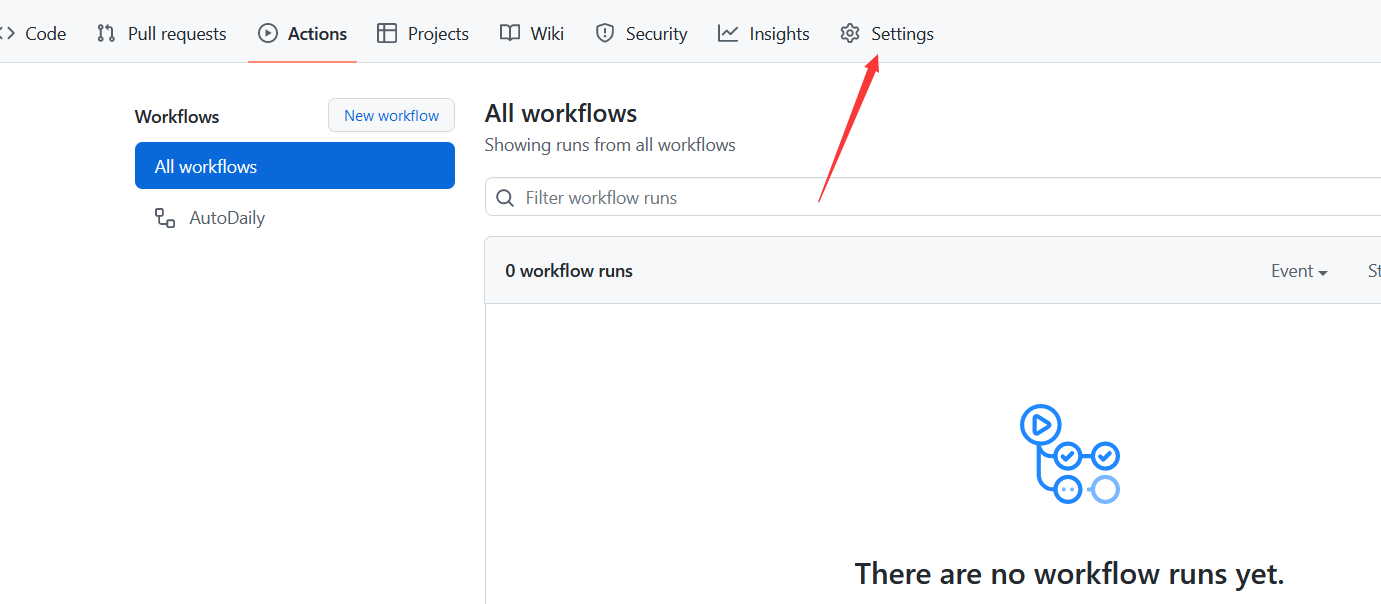 Code Pull requests Actions Projects Wiki Security Insights Settings
Workflows New workflow
All workflows
AutoDaily
All workflows
Showing runs from all workflows
Filter workflow runs
0 workflow runs Event
There are no workflow runs yet.